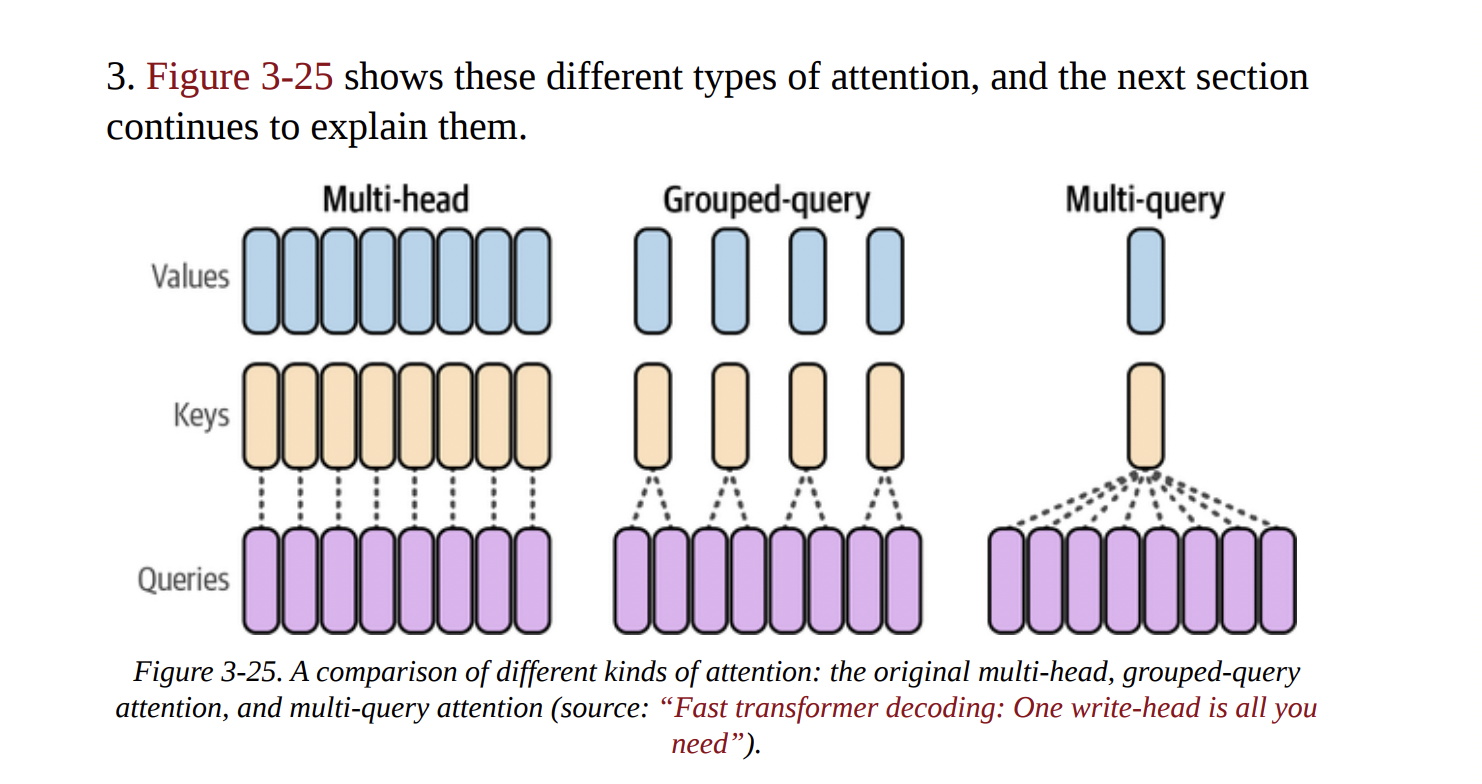 3. Figure 3-25 shows these different types of attention, and the next section
continues to explain them.
Multi-head Grouped-query Multi-query
Values
Keys
Queries
Figure 3-25. A comparison of different kinds of attention: the original multi-head, grouped-query
attention, and multi-query attention (source: “Fast transformer decoding: One write-head is all you
need”).